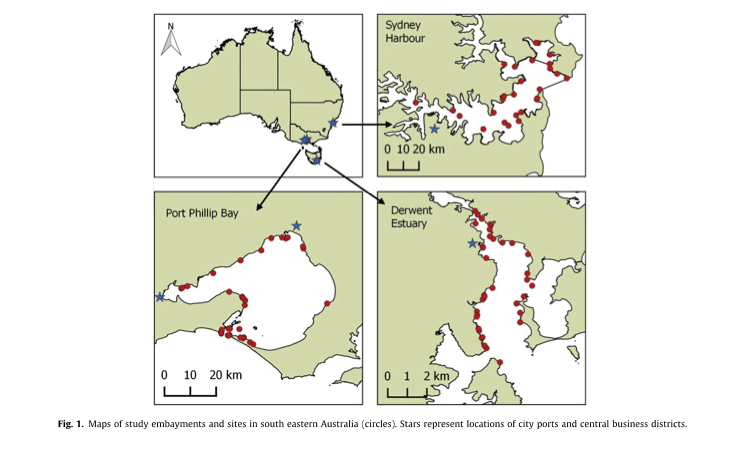 N
Sydney
Harbour
0 10 20 km
Port Phillip Bay
0 10 20 km
Derwent
Estuary
0 1 2 km
Fig. 1. Maps of study embayments and sites in south eastern Australia (circles). Stars represent locations of city ports and central business districts.